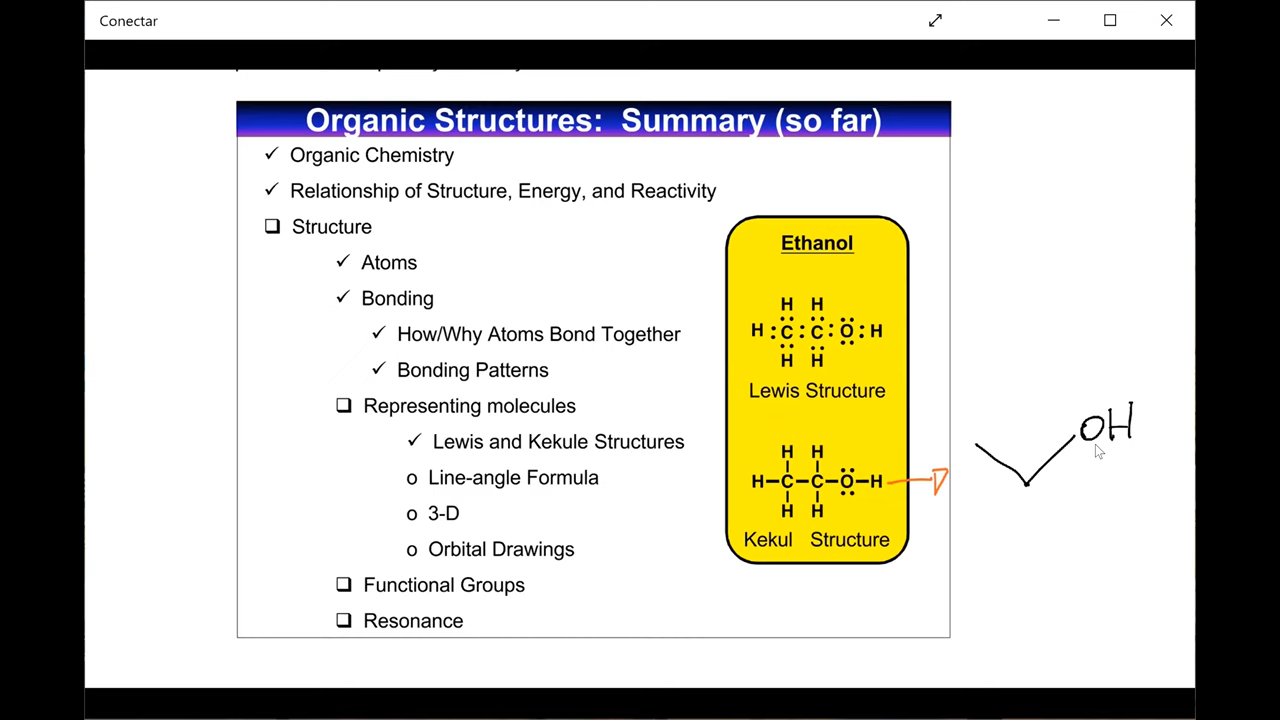 Conectar
Organic Structures: Summary (so far)
✓ Organic Chemistry
✓ Relationship of Structure, Energy, and Reactivity
❑ Structure
✓ Atoms
✓ Bonding
✓ How/Why Atoms Bond Together
✓ Bonding Patterns
❑ Representing molecules
✓ Lewis and Kekule Structures
o Line-angle Formula
o 3-D
o Orbital Drawings
❑ Functional Groups
❑ Resonance
Ethanol
H H
H:C:C:O:H
H H
Lewis Structure
H H
H–C–C–O–H
H H
Kekul Structure
OH